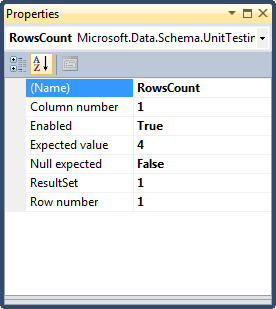 Properties
RowsCount Microsoft.Data.Schema.UnitTestin
(Name) RowsCount
Column number 1
Enabled True
Expected value 4
Null expected False
ResultSet 1
Row number 1